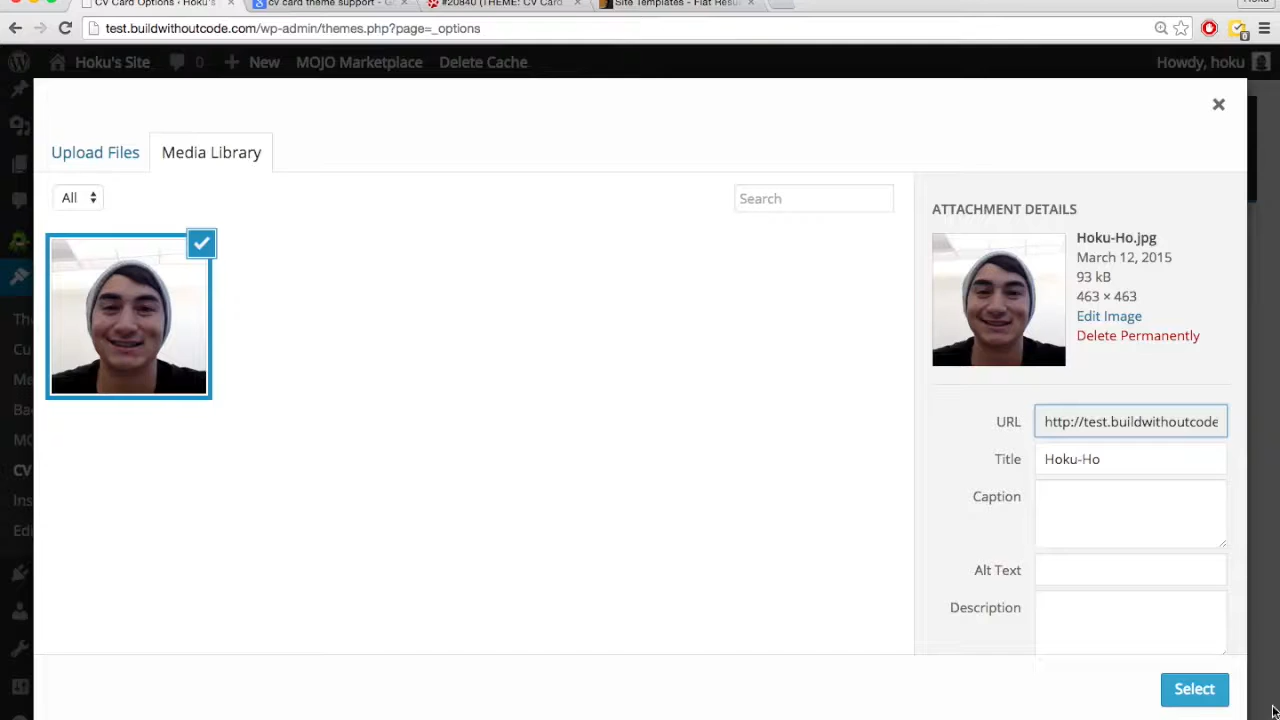 CV Card Options · Hoku's
cv card theme support - G
#20840 (THEME: CV Card
Site Templates - Flat Resu
test.buildwithoutcode.com/wp-admin/themes.php?page=_options
Hoku's Site
0
New
MOJO Marketplace
Delete Cache
Howdy, hoku
Upload Files
Media Library
All
Search
ATTACHMENT DETAILS
Hoku-Ho.jpg
March 12, 2015
93 kB
463 × 463
Edit Image
Delete Permanently
URL
http://test.buildwithoutcode
Title
Hoku-Ho
Caption
Alt Text
Description
CV
Select